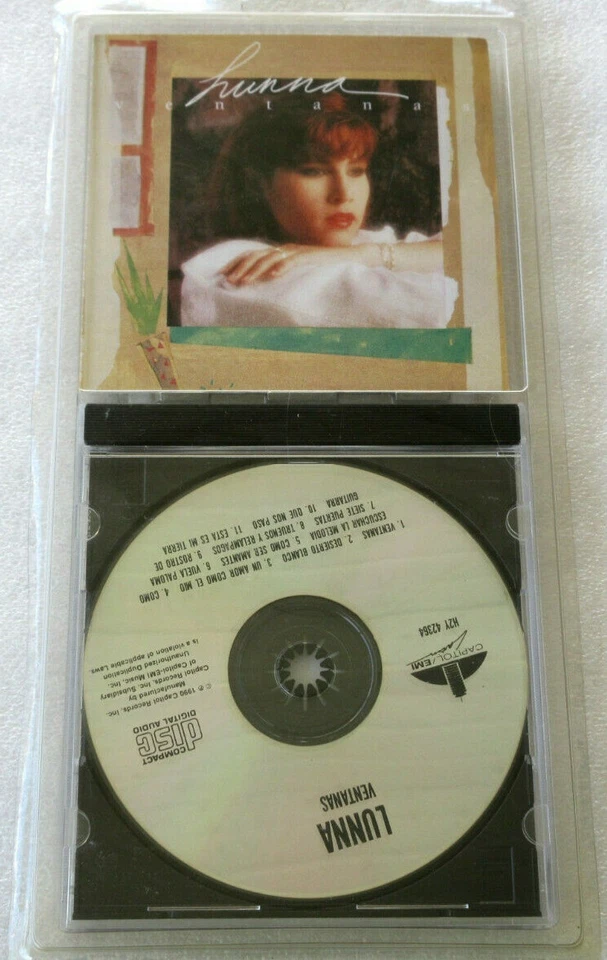 Lunna
ventanas
1. VENTANAS 2. DESIERTO BLANCO 3. UN AMOR COMO EL MIO 4. COMO
ESCUCHAR LA MELODIA 5. COMO SER AMANTES 6. VUELA PALOMA
7. SIETE PUERTAS 8. TRUENOS Y RELAMPAGOS 9. ROSTRO DE
GUITARRA 10. QUE NOS PASO 11. ESTA ES MI TIERRA
H2Y 42364
CAPITOL/EMI
Latin
℗ © 1990 Capitol Records, Inc.
Manufactured by
Capitol Records, Inc. Subsidiary
of Capitol-EMI Music, Inc.
Unauthorized Duplication
is a violation of applicable Laws.
COMPACT
disc
DIGITAL AUDIO
LUNNA
VENTANAS